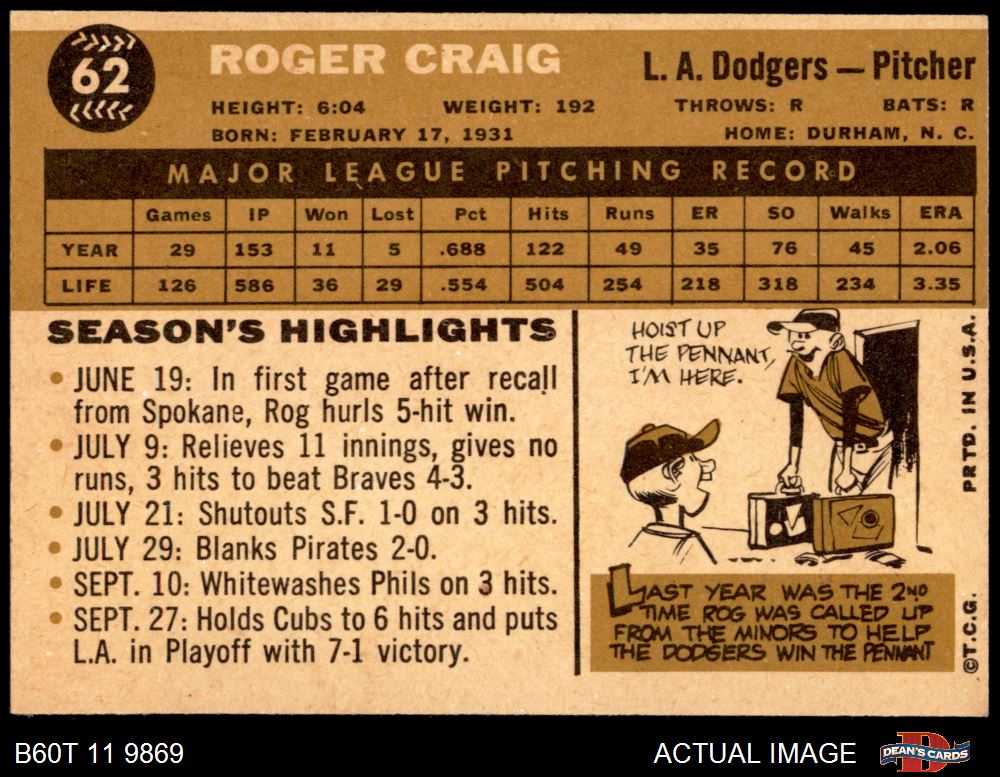 62
ROGER CRAIG
L. A. Dodgers — Pitcher
HEIGHT: 6:04 WEIGHT: 192 THROWS: R BATS: R
BORN: FEBRUARY 17, 1931 HOME: DURHAM, N. C.
MAJOR LEAGUE PITCHING RECORD
Games IP Won Lost Pct Hits Runs ER SO Walks ERA
YEAR 29 153 11 5 .688 122 49 35 76 45 2.06
LIFE 126 586 36 29 .554 504 254 218 318 234 3.35
SEASON'S HIGHLIGHTS
• JUNE 19: In first game after recall
from Spokane, Rog hurls 5-hit win.
• JULY 9: Relieves 11 innings, gives no
runs, 3 hits to beat Braves 4-3.
• JULY 21: Shutouts S.F. 1-0 on 3 hits.
• JULY 29: Blanks Pirates 2-0.
• SEPT. 10: Whitewashes Phils on 3 hits.
• SEPT. 27: Holds Cubs to 6 hits and puts
L.A. in Playoff with 7-1 victory.
HOIST UP
THE PENNANT,
I'M HERE.
LAST YEAR WAS THE 2ND
TIME ROG WAS CALLED UP
FROM THE MINORS TO HELP
THE DODGERS WIN THE PENNANT
©T.C.G. PRTD. IN U.S.A.
B60T 11 9869
ACTUAL IMAGE
DEAN'S CARDS